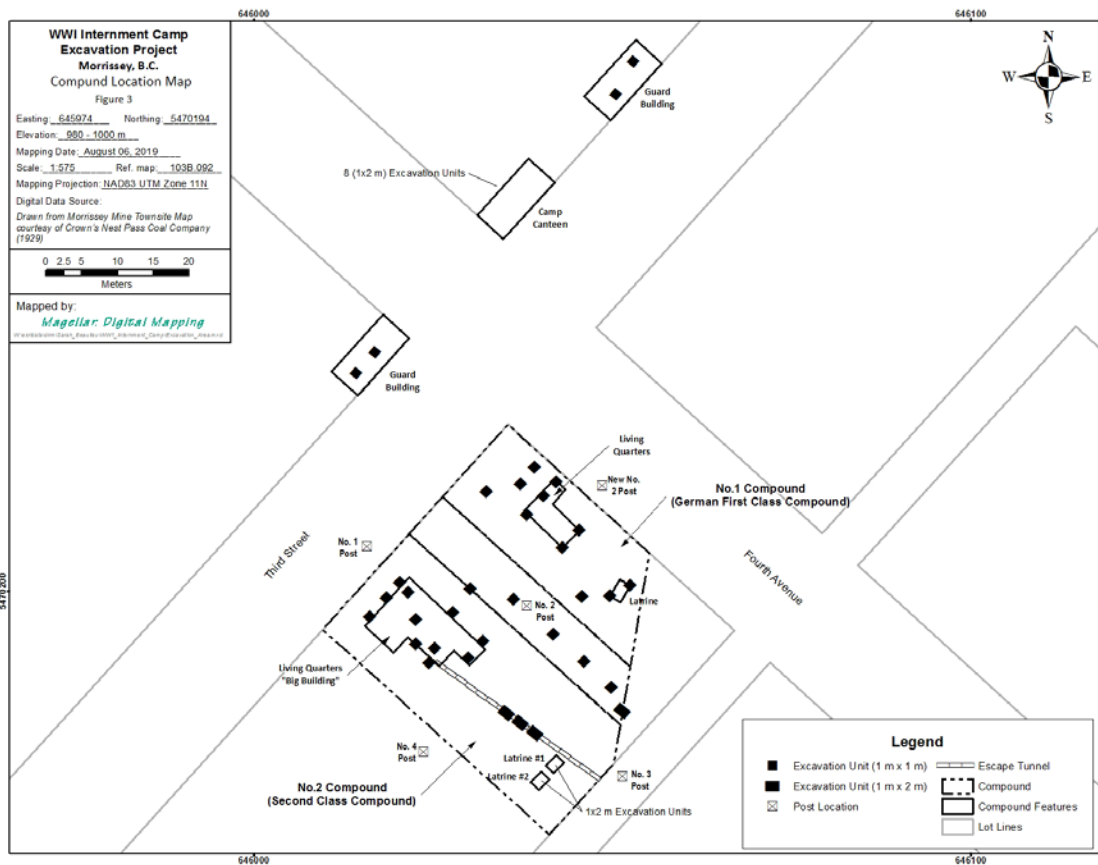 646000
646100
WWI Internment Camp
Excavation Project
Morrissey, B.C.
Compund Location Map
Figure 3
Easting: 645974 Northing: 5470194
Elevation: 980 - 1000 m
Mapping Date: August 06, 2019
Scale: 1:575 Ref. map: 103B.092
Mapping Projection: NAD83 UTM Zone 11N
Digital Data Source:
Drawn from Morrissey Mine Townsite Map
courtesy of Crown's Nest Pass Coal Company
(1929)
0 2.5 5 10 15 20
Meters
Mapped by:
Magellan Digital Mapping
N
W E
S
Guard
Building
8 (1x2 m) Excavation Units
Camp
Canteen
Guard
Building
Living
Quarters
New No.
2 Post
No.1 Compound
(German First Class Compound)
No. 1
Post
Third Street
Fourth Avenue
5470200
Latrine
No. 2
Post
Living Quarters
"Big Building"
No. 4
Post
Latrine #1
Latrine #2
No. 3
Post
No.2 Compound
(Second Class Compound)
1x2 m Excavation Units
Legend
Excavation Unit (1 m x 1 m)
Excavation Unit (1 m x 2 m)
Post Location
Escape Tunnel
Compound
Compound Features
Lot Lines
646000
646100